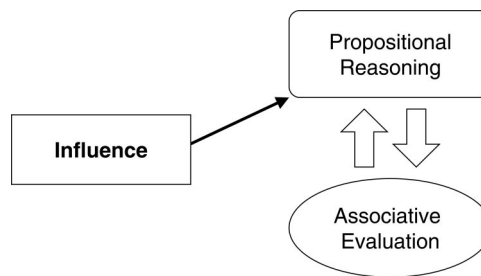 Propositional
Reasoning
Influence
Associative
Evaluation